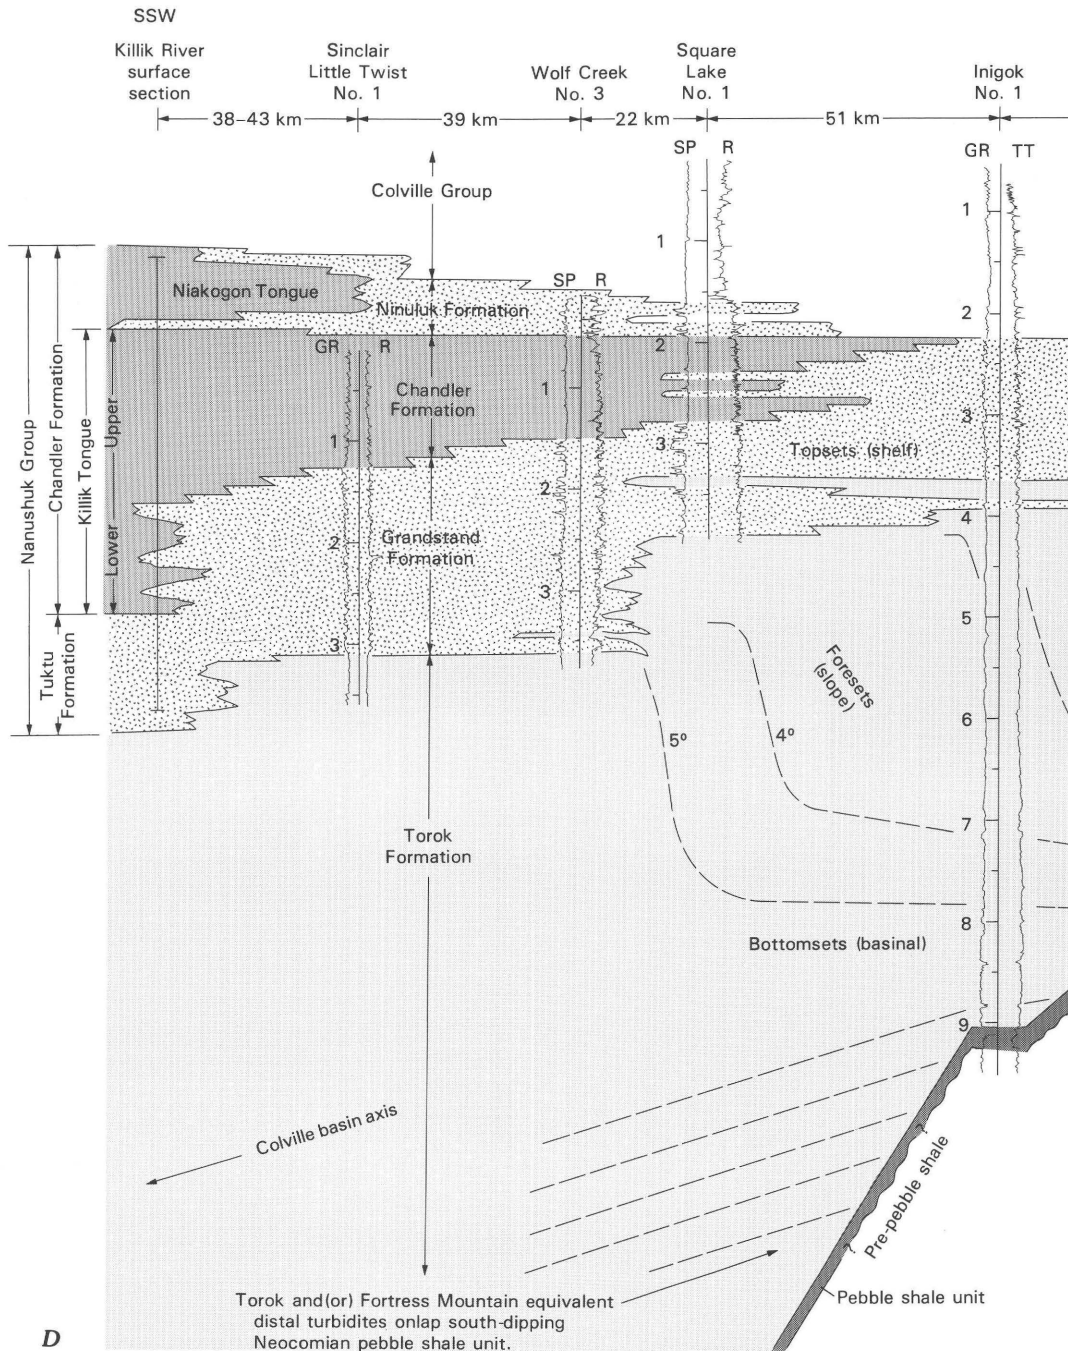 SSW
Killik River
surface
section
Sinclair
Little Twist
No. 1
Wolf Creek
No. 3
Square
Lake
No. 1
Inigok
No. 1
38–43 km
39 km
22 km
51 km
SP R
GR TT
Colville Group
1
1
Niakogon Tongue
SP R
Ninuluk Formation
2
GR R
2
Chandler
Formation
1
1
3
3
Topsets (shelf)
2
4
2
Grandstand
Formation
3
3
5
Nanushuk Group
Chandler Formation
Killik Tongue
Upper
Lower
Tuktu
Formation
Foresets
(slope)
6
5°
4°
7
Torok
Formation
8
Bottomsets (basinal)
9
Colville basin axis
?
Pre-pebble shale
?
Pebble shale unit
Torok and(or) Fortress Mountain equivalent
distal turbidites onlap south-dipping
Neocomian pebble shale unit.
D